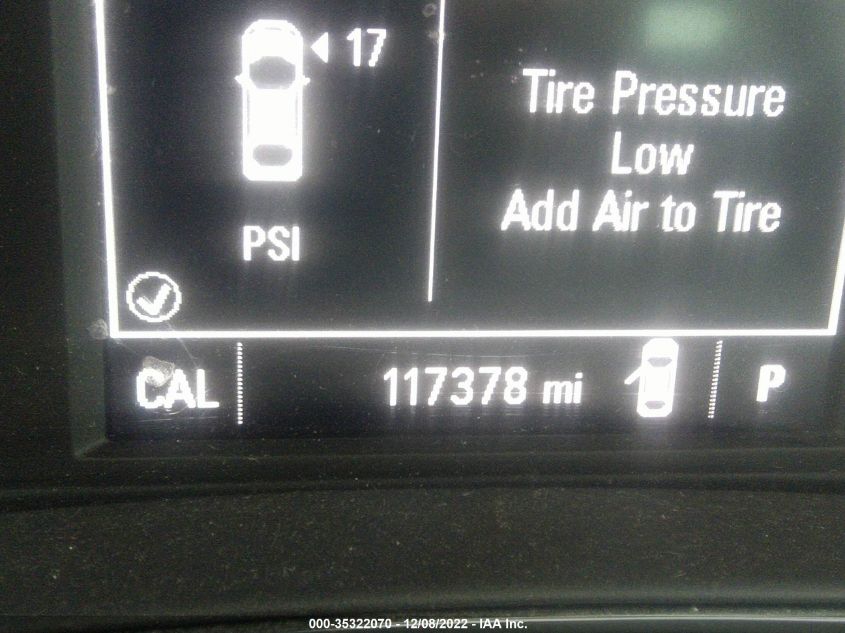 17
PSI
Tire Pressure
Low
Add Air to Tire
CAL 117378 mi P
000-35322070 - 12/08/2022 - IAA Inc.